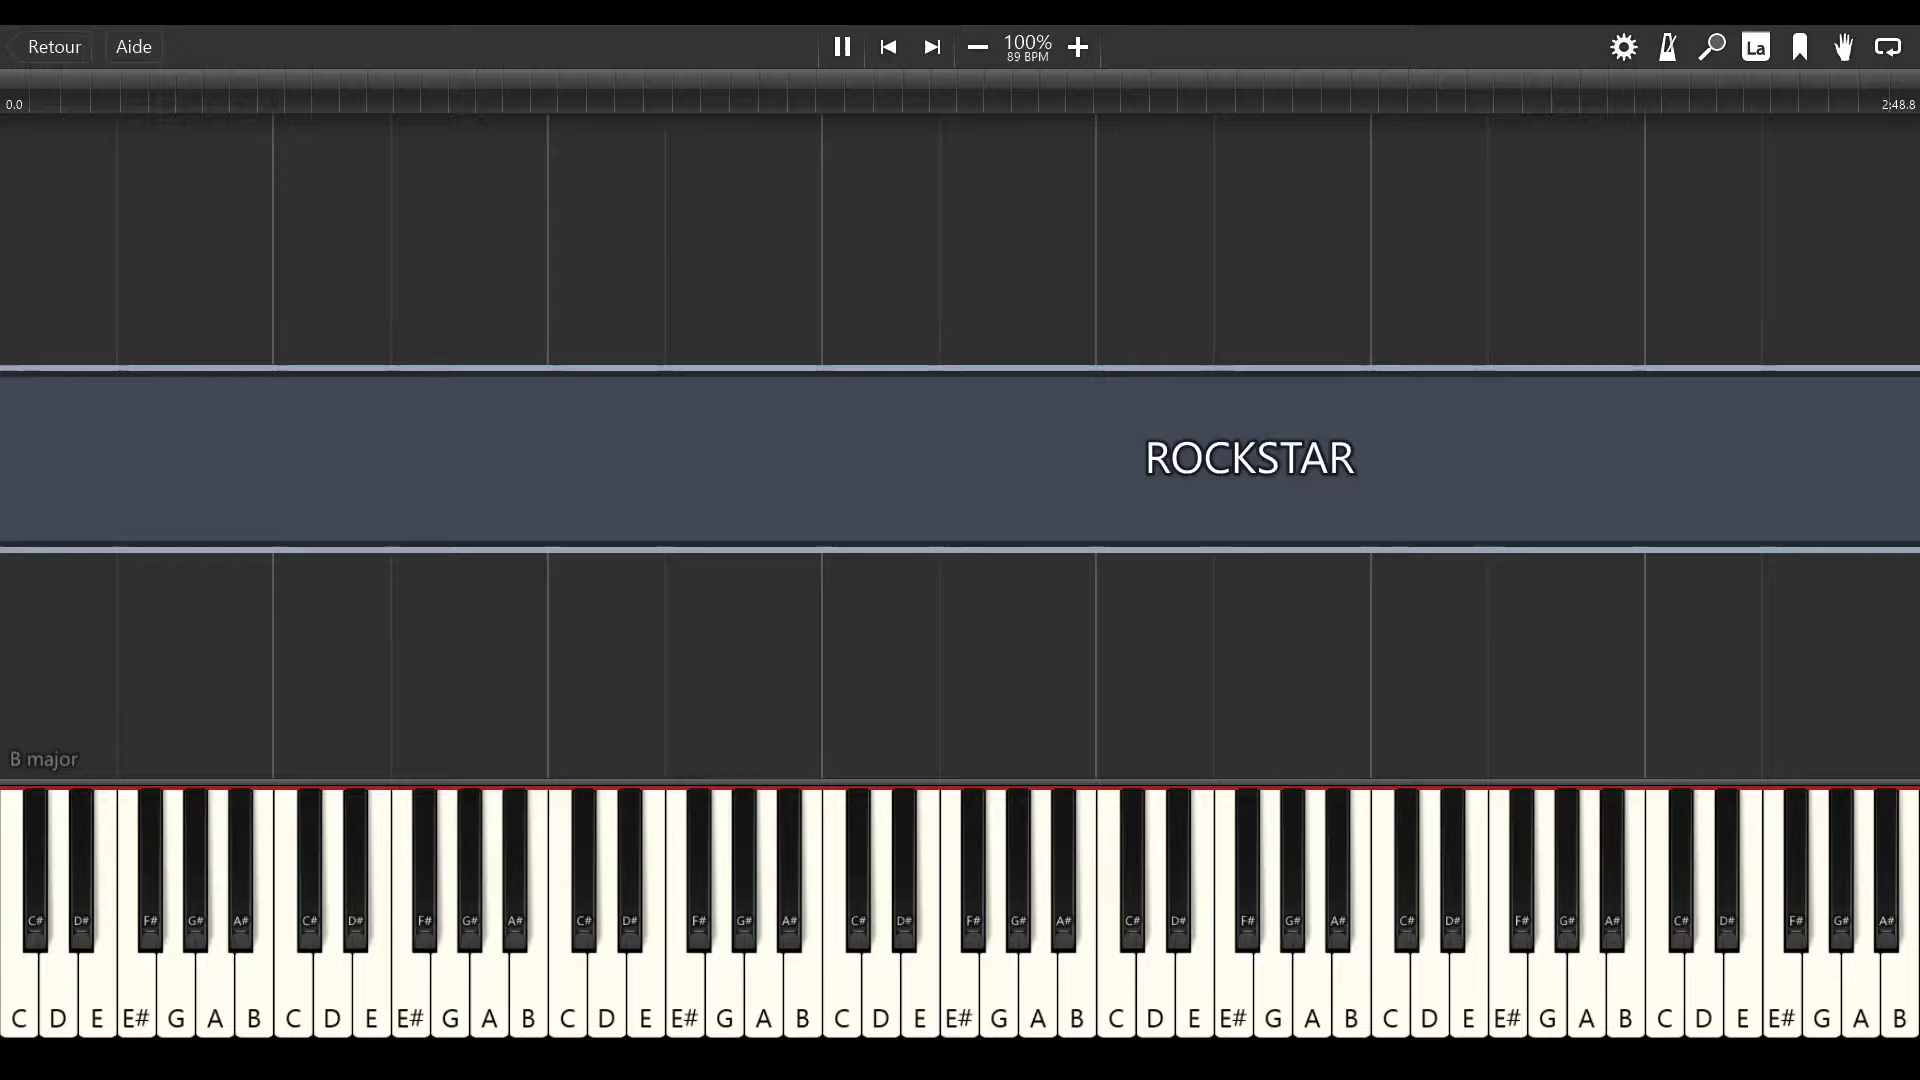 Retour Aide 100% La
89 BPM
0.0 2:48.8
ROCKSTAR
B major
C# D# F# G# A# C# D# F# G# A# C# D# F# G# A# C# D# F# G# A# C# D# F# G# A# C# D# F# G# A# C# D# F# G# A#
C D E E# G A B C D E E# G A B C D E E# G A B C D E E# G A B C D E E# G A B C D E E# G A B C D E E# G A B